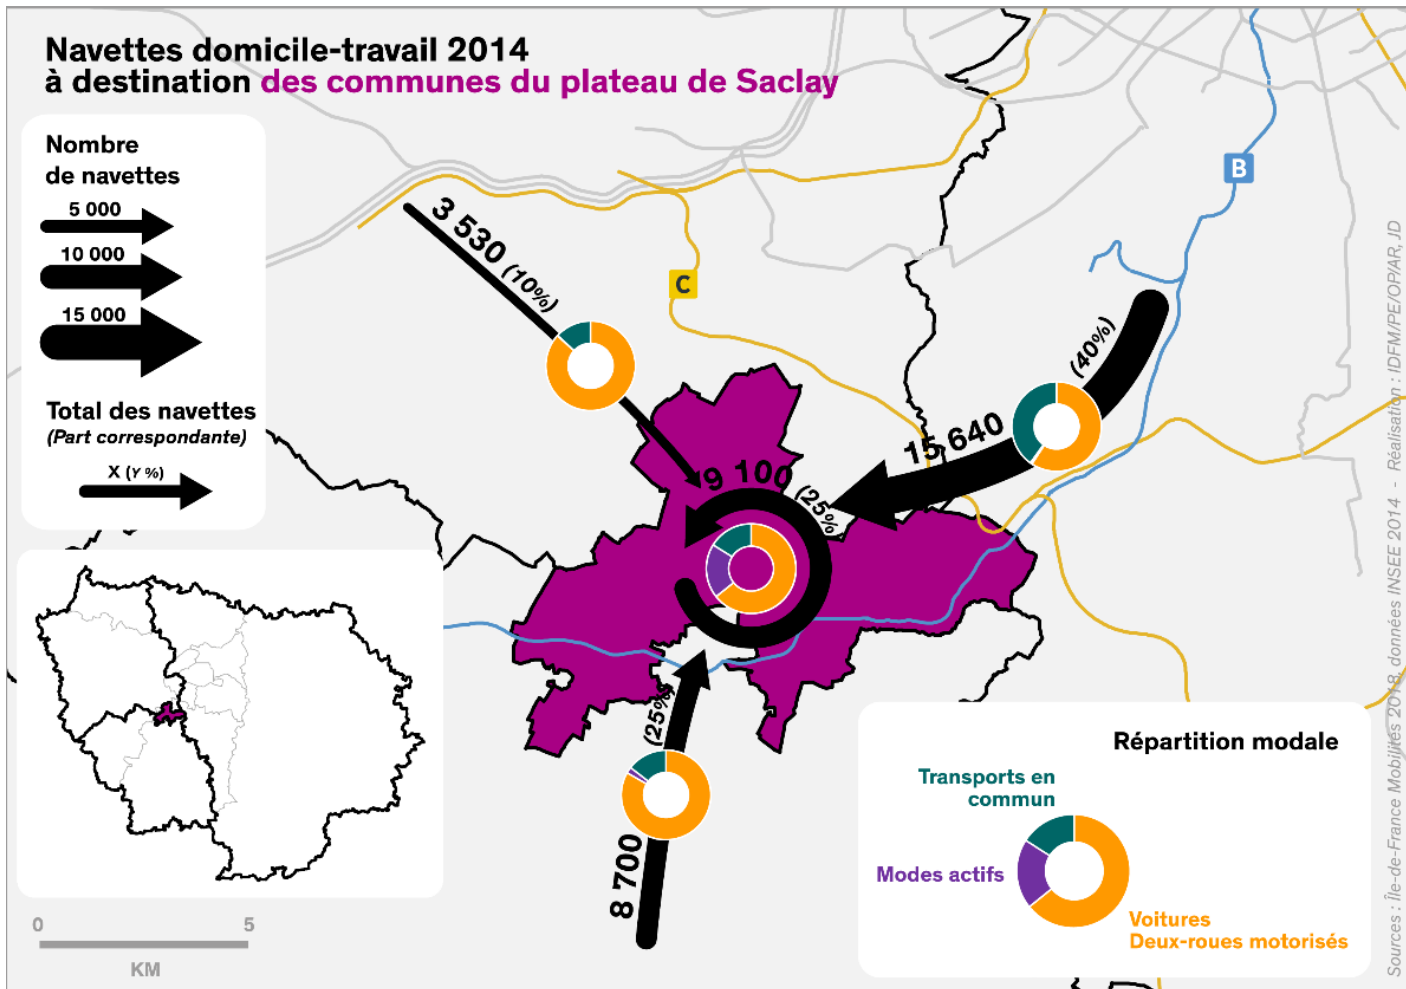 Navettes domicile-travail 2014
à destination des communes du plateau de Saclay
Nombre
de navettes
5 000
10 000
15 000
Total des navettes
(Part correspondante)
X (Y %)
3 530 (10%)
C
B
(40%)
15 640
9 100 (25%
(25%)
8 700
0 5
KM
Répartition modale
Transports en
commun
Modes actifs
Voitures
Deux-roues motorisés
Sources : Île-de-France Mobilités 2018, données INSEE 2014 - Réalisation : IDFM/PE/OP/AR, JD